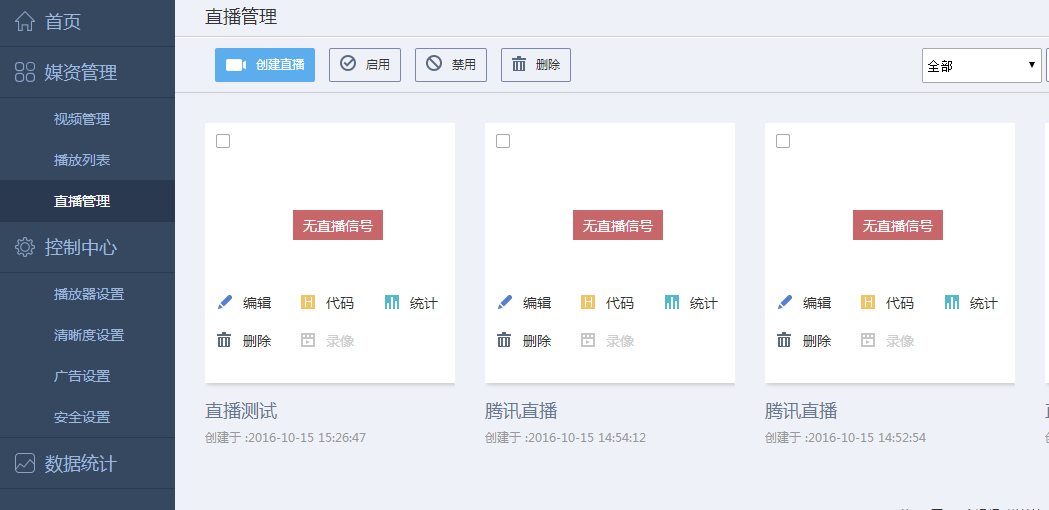 首页
媒资管理
视频管理
播放列表
直播管理
控制中心
播放器设置
清晰度设置
广告设置
安全设置
数据统计
直播管理
创建直播 启用 禁用 删除 全部
无直播信号 无直播信号 无直播信号
编辑 代码 统计 编辑 代码 统计 编辑 代码 统计
删除 录像 删除 录像 删除 录像
直播测试 腾讯直播 腾讯直播
创建于 :2016-10-15 15:26:47 创建于 :2016-10-15 14:54:12 创建于 :2016-10-15 14:52:54